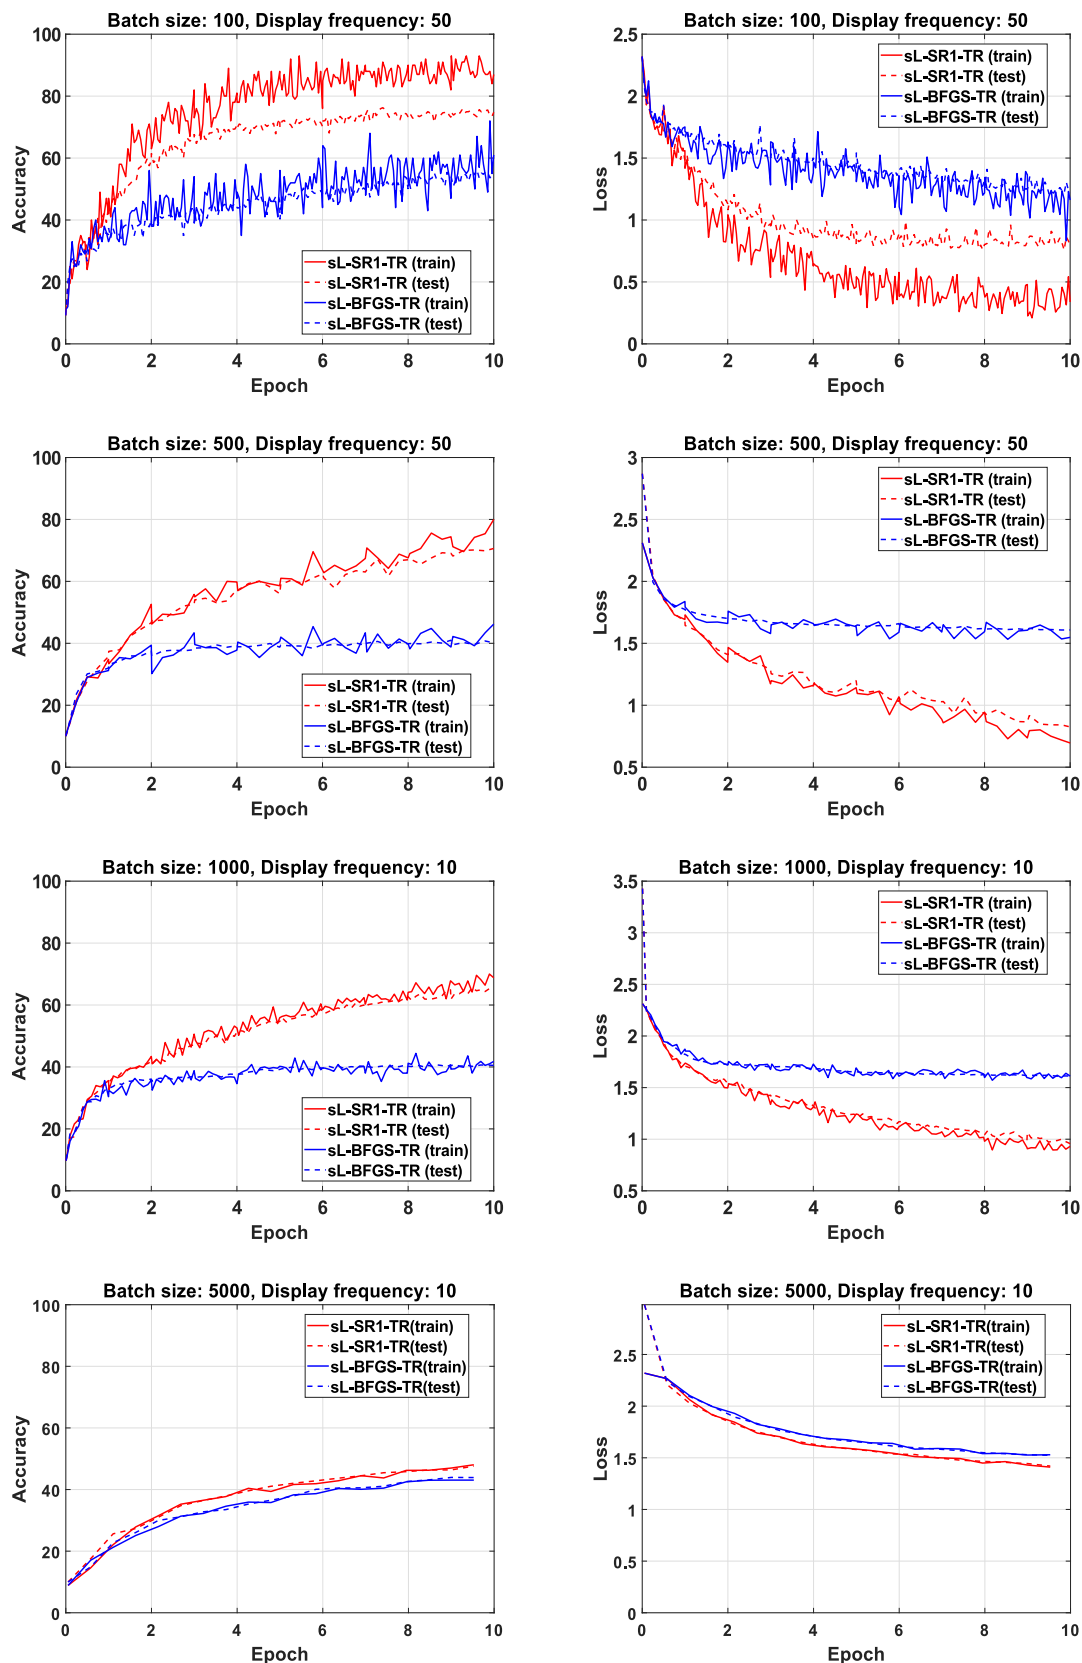 Batch size: 100, Display frequency: 50
100
80
60
40
20
0
Accuracy
sL-SR1-TR (train)
sL-SR1-TR (test)
sL-BFGS-TR (train)
sL-BFGS-TR (test)
0 2 4 6 8 10
Epoch
Batch size: 100, Display frequency: 50
2.5
2
1.5
1
0.5
0
Loss
sL-SR1-TR (train)
sL-SR1-TR (test)
sL-BFGS-TR (train)
sL-BFGS-TR (test)
0 2 4 6 8 10
Epoch
Batch size: 500, Display frequency: 50
100
80
60
40
20
0
Accuracy
sL-SR1-TR (train)
sL-SR1-TR (test)
sL-BFGS-TR (train)
sL-BFGS-TR (test)
0 2 4 6 8 10
Epoch
Batch size: 500, Display frequency: 50
3
2.5
2
1.5
1
0.5
Loss
sL-SR1-TR (train)
sL-SR1-TR (test)
sL-BFGS-TR (train)
sL-BFGS-TR (test)
0 2 4 6 8 10
Epoch
Batch size: 1000, Display frequency: 10
100
80
60
40
20
0
Accuracy
sL-SR1-TR (train)
sL-SR1-TR (test)
sL-BFGS-TR (train)
sL-BFGS-TR (test)
0 2 4 6 8 10
Epoch
Batch size: 1000, Display frequency: 10
3.5
3
2.5
2
1.5
1
0.5
Loss
sL-SR1-TR (train)
sL-SR1-TR (test)
sL-BFGS-TR (train)
sL-BFGS-TR (test)
0 2 4 6 8 10
Epoch
Batch size: 5000, Display frequency: 10
100
80
60
40
20
0
Accuracy
sL-SR1-TR(train)
sL-SR1-TR(test)
sL-BFGS-TR(train)
sL-BFGS-TR(test)
0 2 4 6 8 10
Epoch
Batch size: 5000, Display frequency: 10
2.5
2
1.5
1
0.5
0
Loss
sL-SR1-TR(train)
sL-SR1-TR(test)
sL-BFGS-TR(train)
sL-BFGS-TR(test)
0 2 4 6 8 10
Epoch